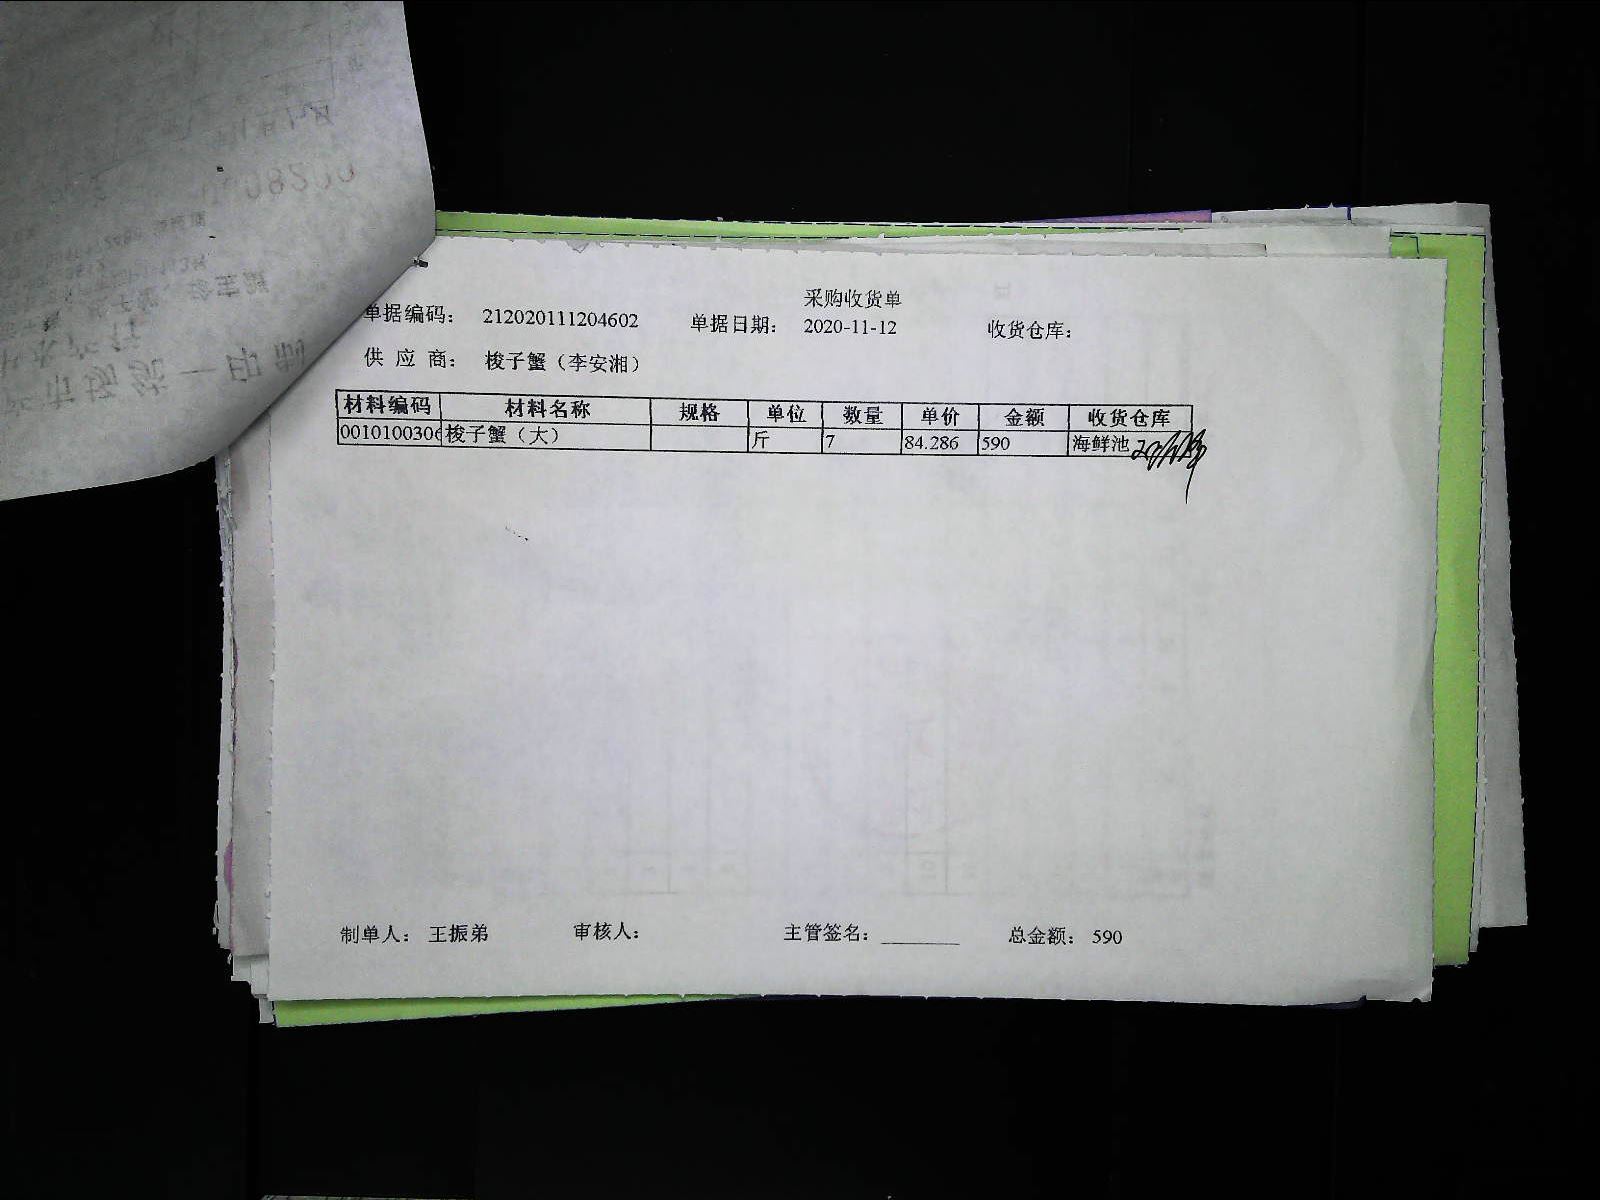 采购收货单
单据编码： 212020111204602 单据日期： 2020-11-12 收货仓库：
供 应 商： 梭子蟹（李安湘）
材料编码 材料名称 规格 单位 数量 单价 金额 收货仓库
0010100306 梭子蟹（大） 斤 7 84.286 590 海鲜池
制单人： 王振弟 审核人： 主管签名： 总金额： 590